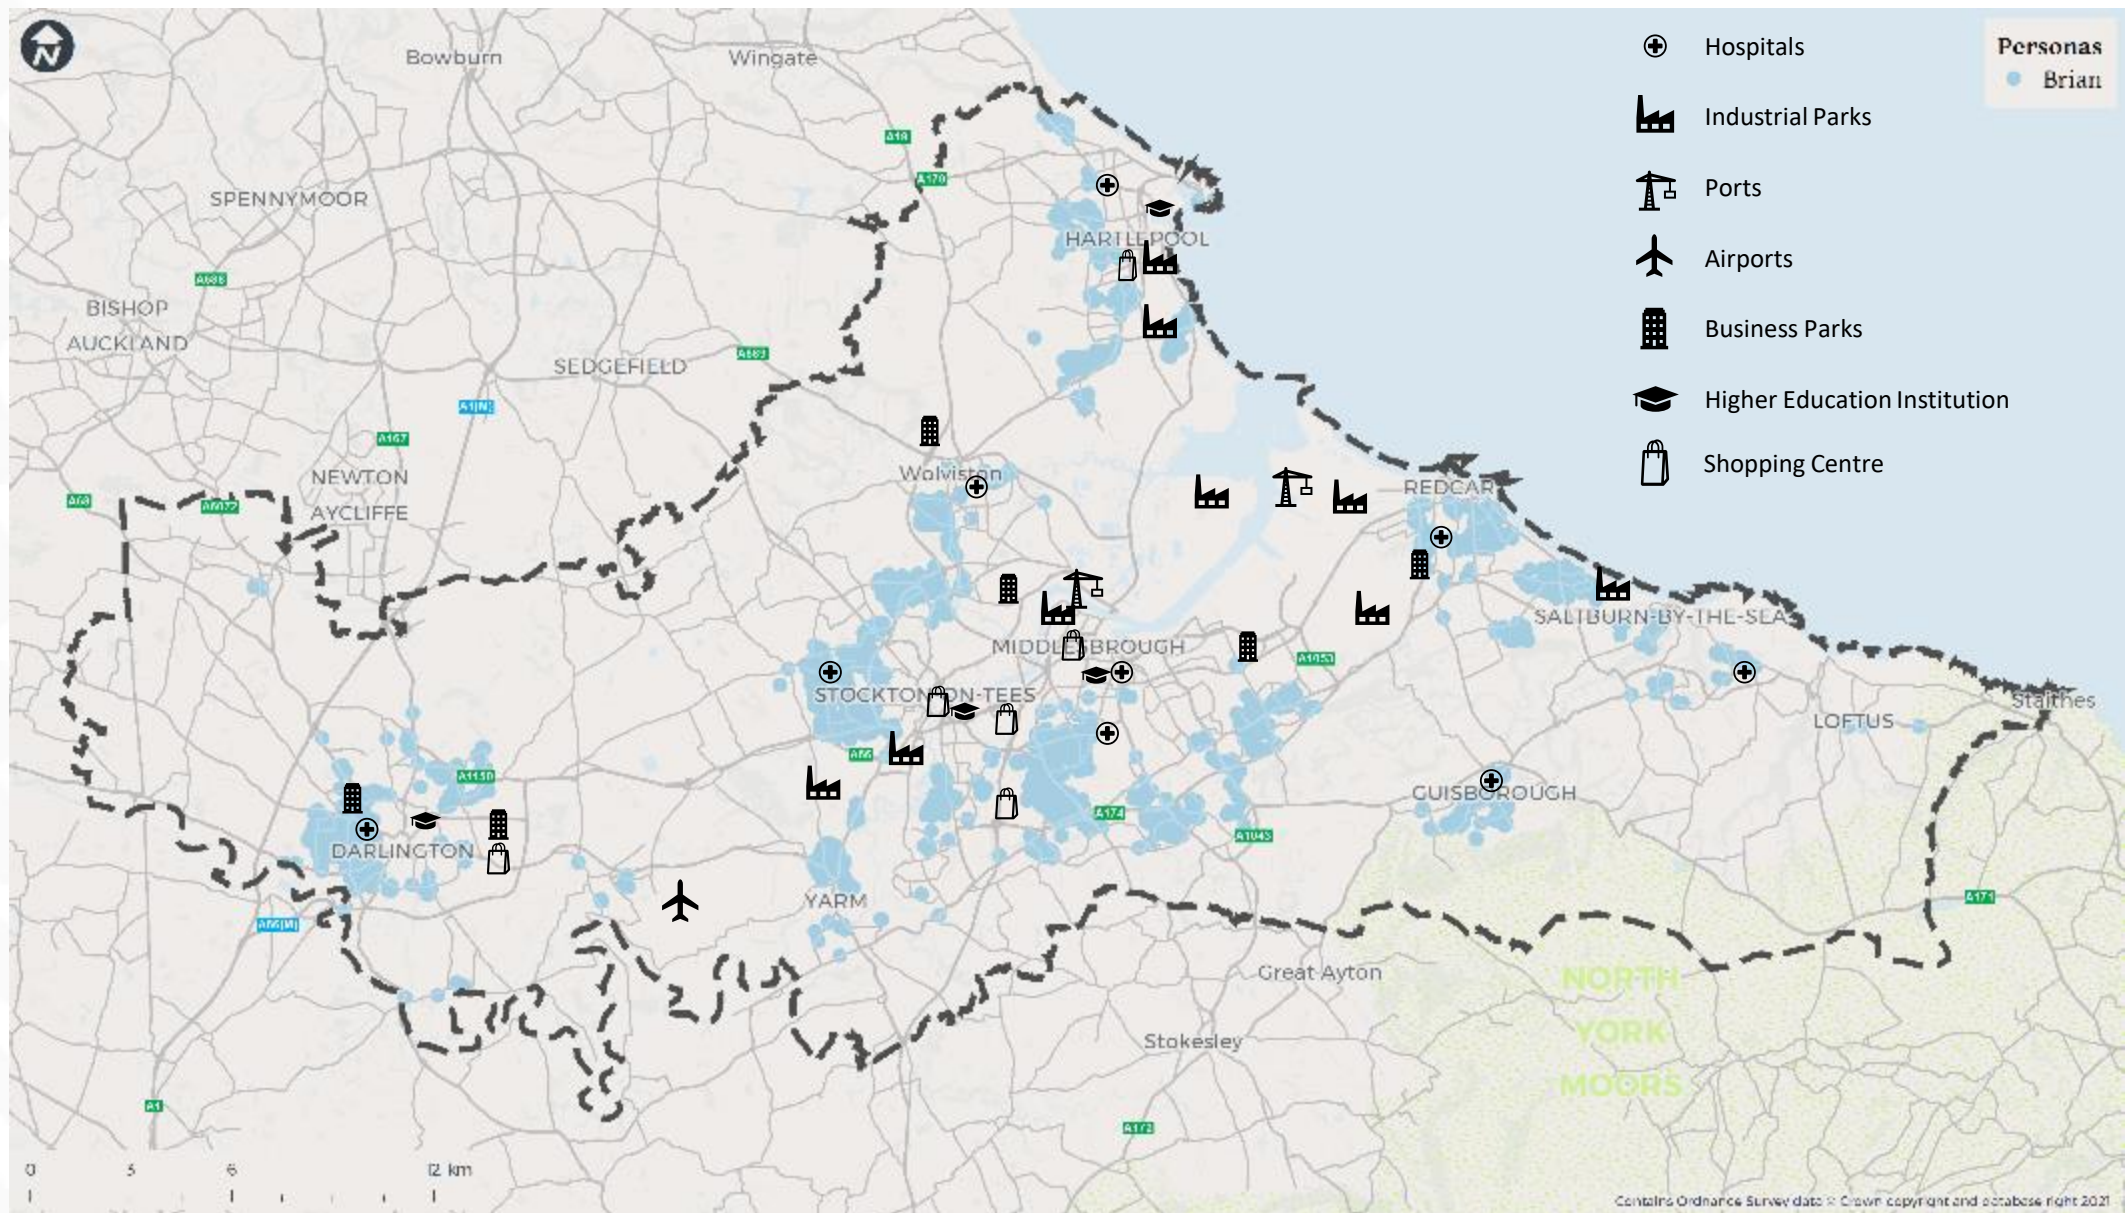 N
Bowburn
Wingate
Hospitals
Personas
Brian
Industrial Parks
A19
A179
SPENNYMOOR
Ports
HARTLEPOOL
Airports
A688
BISHOP
AUCKLAND
Business Parks
A689
SEDGEFIELD
A1(M)
Higher Education Institution
A167
Shopping Centre
NEWTON
AYCLIFFE
Wolviston
REDCAR
A68
A6072
SALTBURN-BY-THE-SEA
MIDDLESBROUGH
A1053
STOCKTON-ON-TEES
Staithes
LOFTUS
A66
A1150
GUISBOROUGH
A174
A1043
DARLINGTON
YARM
A171
A66(M)
Great Ayton
NORTH
YORK
MOORS
Stokesley
A1
A172
0 3 6 12 km
Contains Ordnance Survey data © Crown copyright and database right 2021